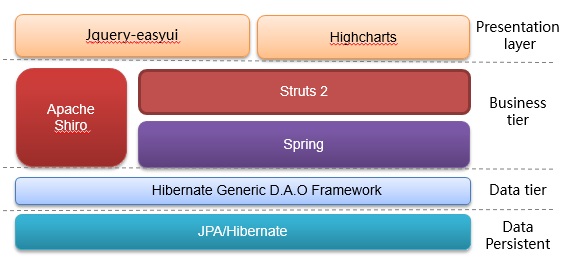 Jquery-easyui
Highcharts
Presentation
layer
Apache
Shiro
Struts 2
Spring
Business
tier
Hibernate Generic D.A.O Framework
Data tier
JPA/Hibernate
Data
Persistent